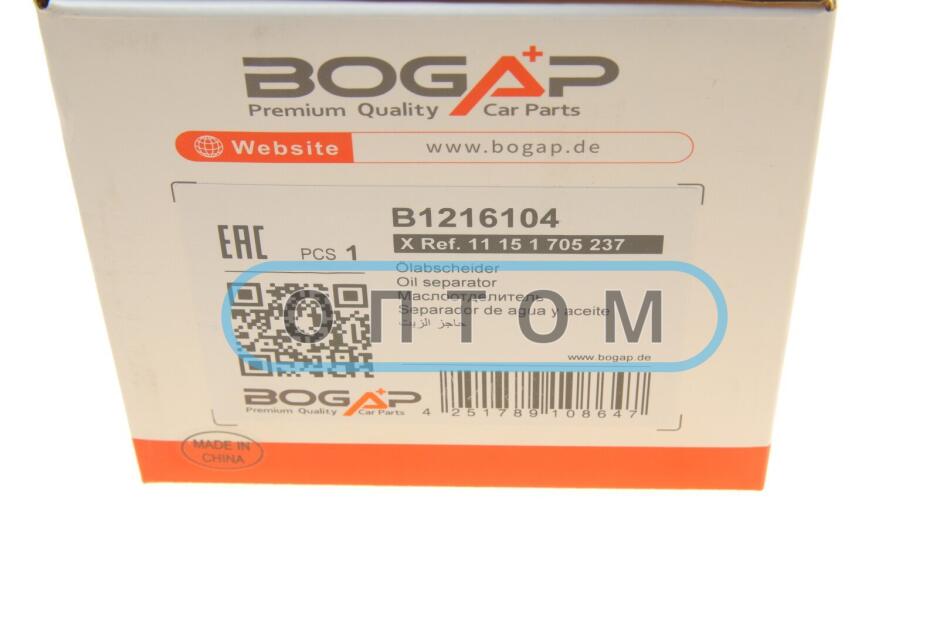 BOGAP
Premium Quality Car Parts
Website www.bogap.de
B1216104
X Ref. 11 15 1 705 237
EAC
PCS 1
Ölabscheider
Oil separator
Маслоотделитель
Separador de agua y aceite
حاجز الزيت
ОПТОМ
www.bogap.de
BOGAP
Premium Quality Car Parts
4 251789 108647
MADE IN
CHINA